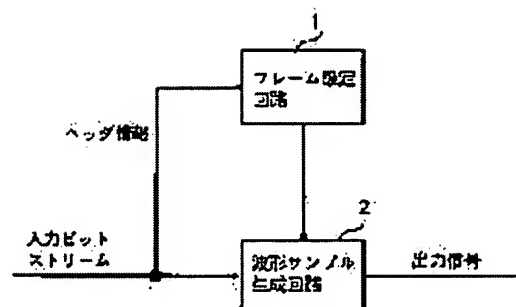 1
フレーム設定
回路
ヘッダ情報
2
入力ビット
ストリーム
波形サンプル
生成回路
出力信号